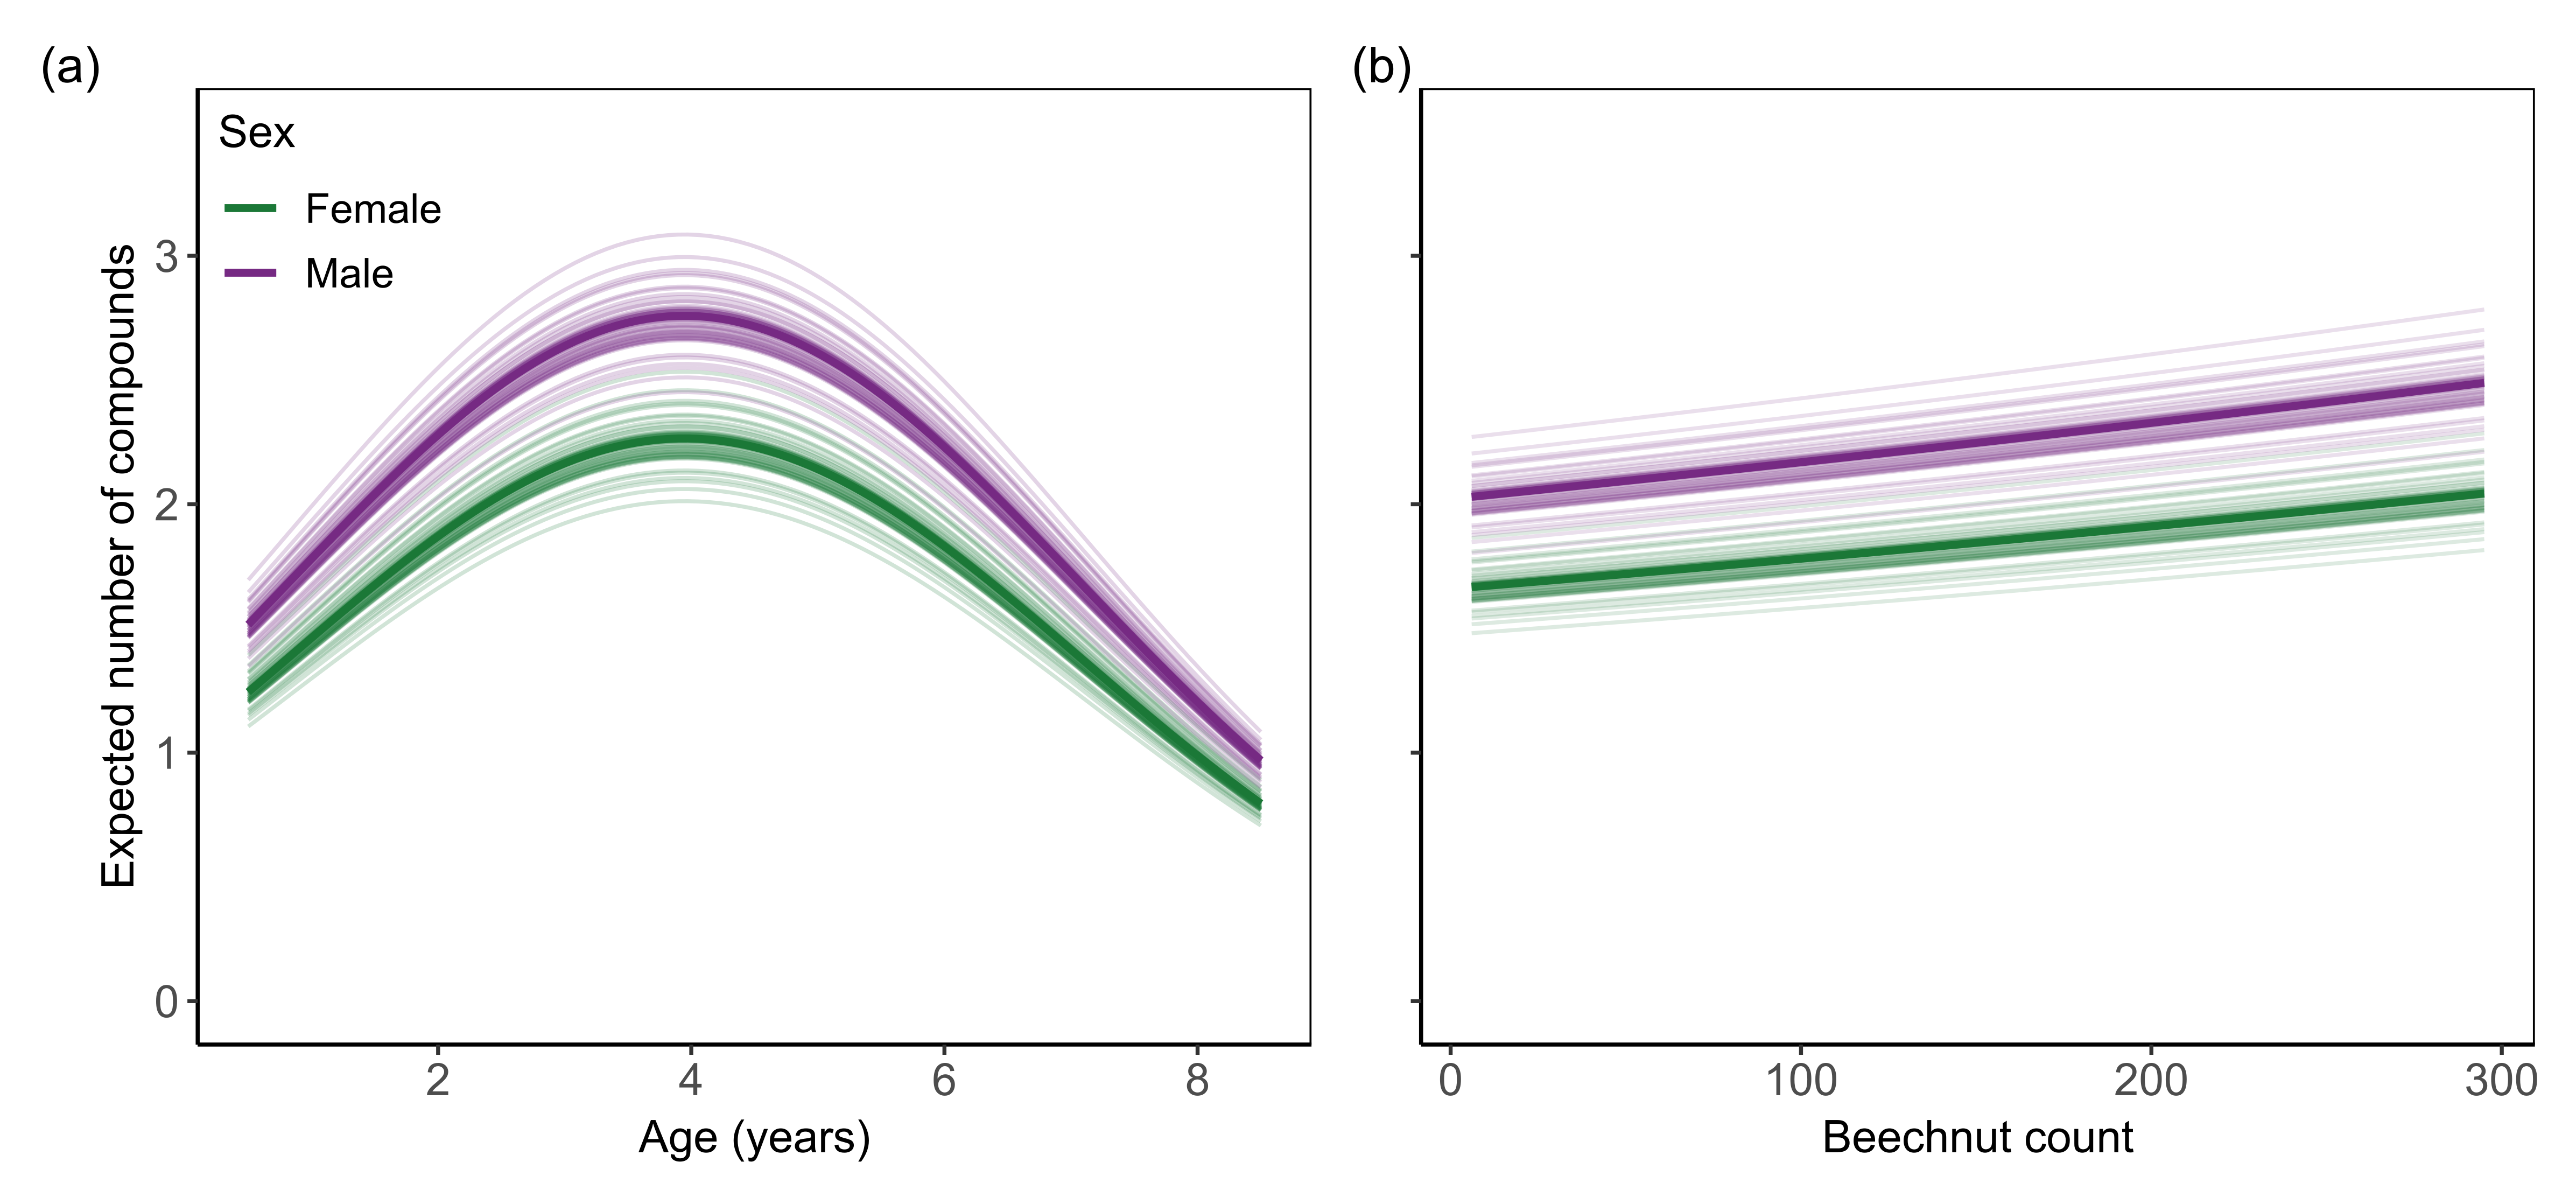 (a)
(b)
Sex
Female
Male
Expected number of compounds
3
2
1
0
2 4 6 8
Age (years)
0 100 200 300
Beechnut count